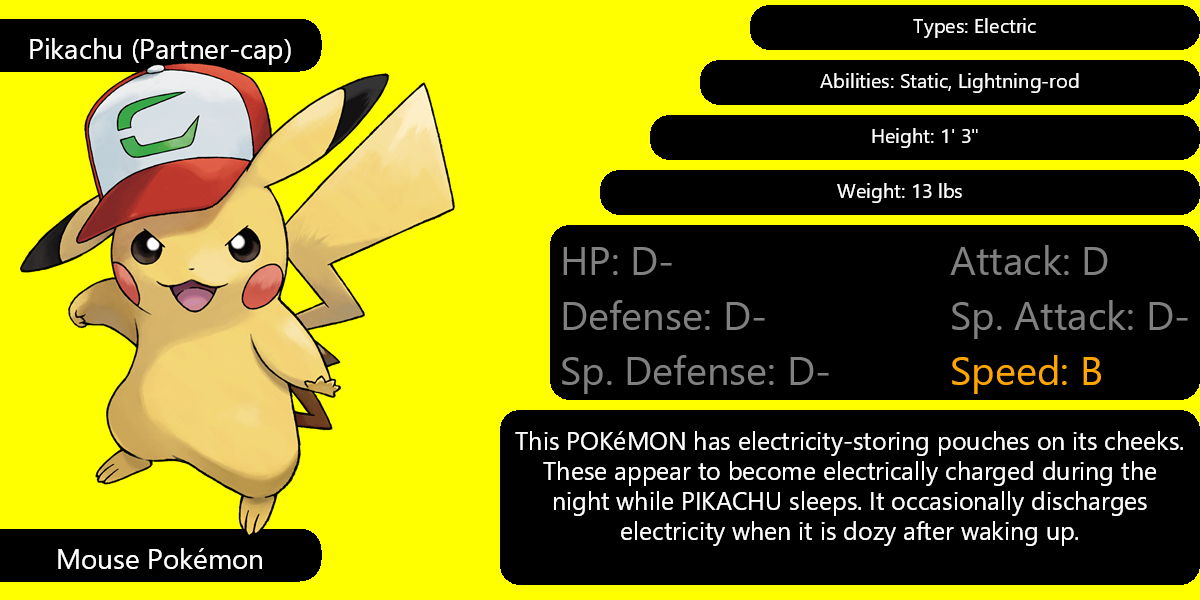 Pikachu (Partner-cap)
Types: Electric
Abilities: Static, Lightning-rod
Height: 1' 3"
Weight: 13 lbs
HP: D-
Attack: D
Defense: D-
Sp. Attack: D-
Sp. Defense: D-
Speed: B
This POKéMON has electricity-storing pouches on its cheeks.
These appear to become electrically charged during the
night while PIKACHU sleeps. It occasionally discharges
electricity when it is dozy after waking up.
Mouse Pokémon